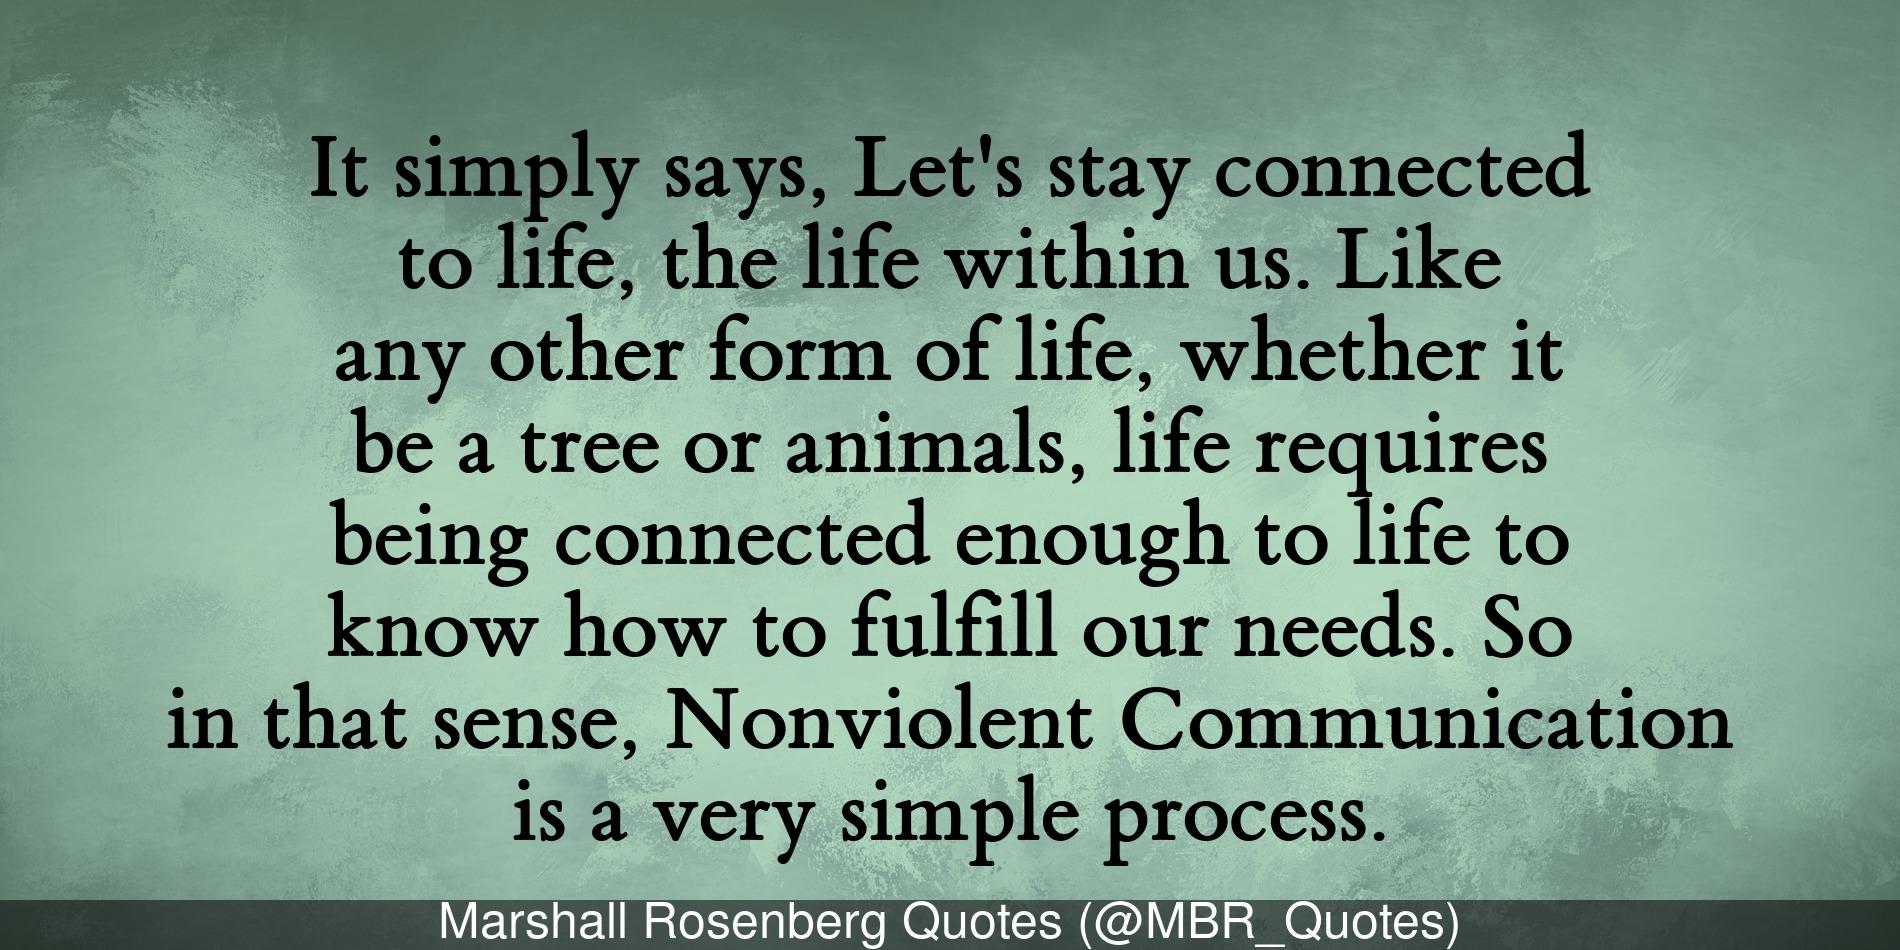 It simply says, Let's stay connected
to life, the life within us. Like
any other form of life, whether it
be a tree or animals, life requires
being connected enough to life to
know how to fulfill our needs. So
in that sense, Nonviolent Communication
is a very simple process.
Marshall Rosenberg Quotes (@MBR_Quotes)